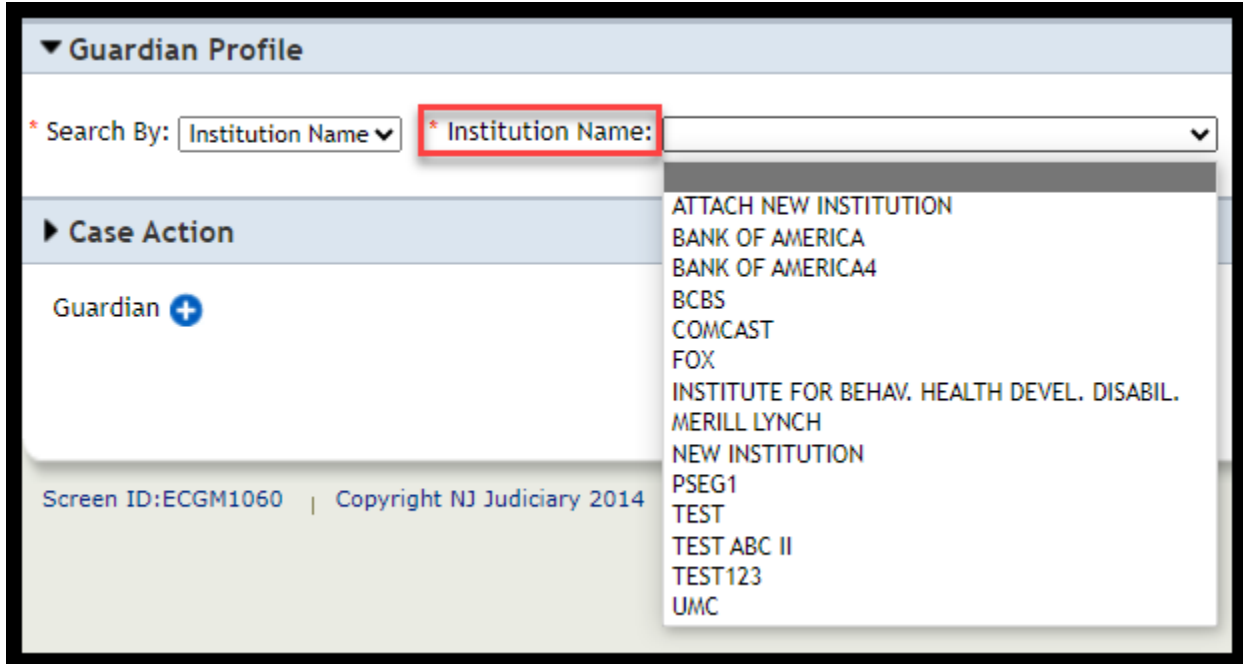 Guardian Profile
* Search By: Institution Name * Institution Name:
ATTACH NEW INSTITUTION
BANK OF AMERICA
BANK OF AMERICA4
BCBS
COMCAST
FOX
INSTITUTE FOR BEHAV. HEALTH DEVEL. DISABIL.
MERILL LYNCH
NEW INSTITUTION
PSEG1
TEST
TEST ABC II
TEST123
UMC
Case Action
Guardian
Screen ID:ECGM1060 | Copyright NJ Judiciary 2014